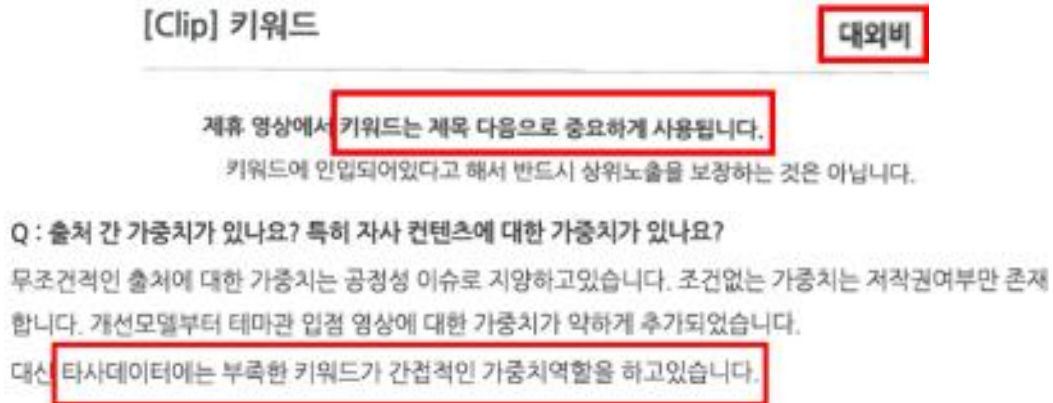 [Clip] 키워드
대외비
제휴 영상에서 키워드는 제목 다음으로 중요하게 사용됩니다.
키워드에 인입되어있다고 해서 반드시 상위노출을 보장하는 것은 아닙니다.
Q : 출처 간 가중치가 있나요? 특히 자사 컨텐츠에 대한 가중치가 있나요?
무조건적인 출처에 대한 가중치는 공정성 이슈로 지양하고있습니다. 조건없는 가중치는 저작권여부만 존재
합니다. 개선모델부터 테마관 입점 영상에 대한 가중치가 약하게 추가되었습니다.
대신 타사데이터에는 부족한 키워드가 간접적인 가중치역할을 하고있습니다.